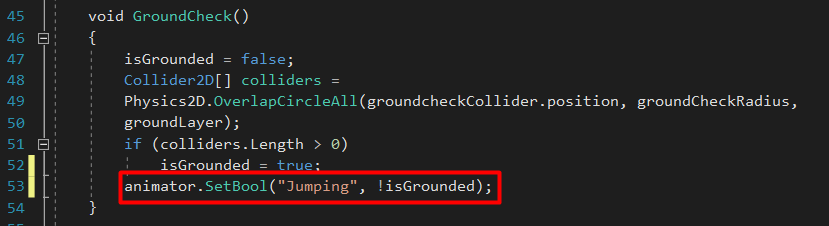 45 void GroundCheck()
46 {
47 isGrounded = false;
48 Collider2D[] colliders =
49 Physics2D.OverlapCircleAll(groundcheckCollider.position, groundCheckRadius,
50 groundLayer);
51 if (colliders.Length > 0)
52 isGrounded = true;
53 animator.SetBool("Jumping", !isGrounded);
54 }